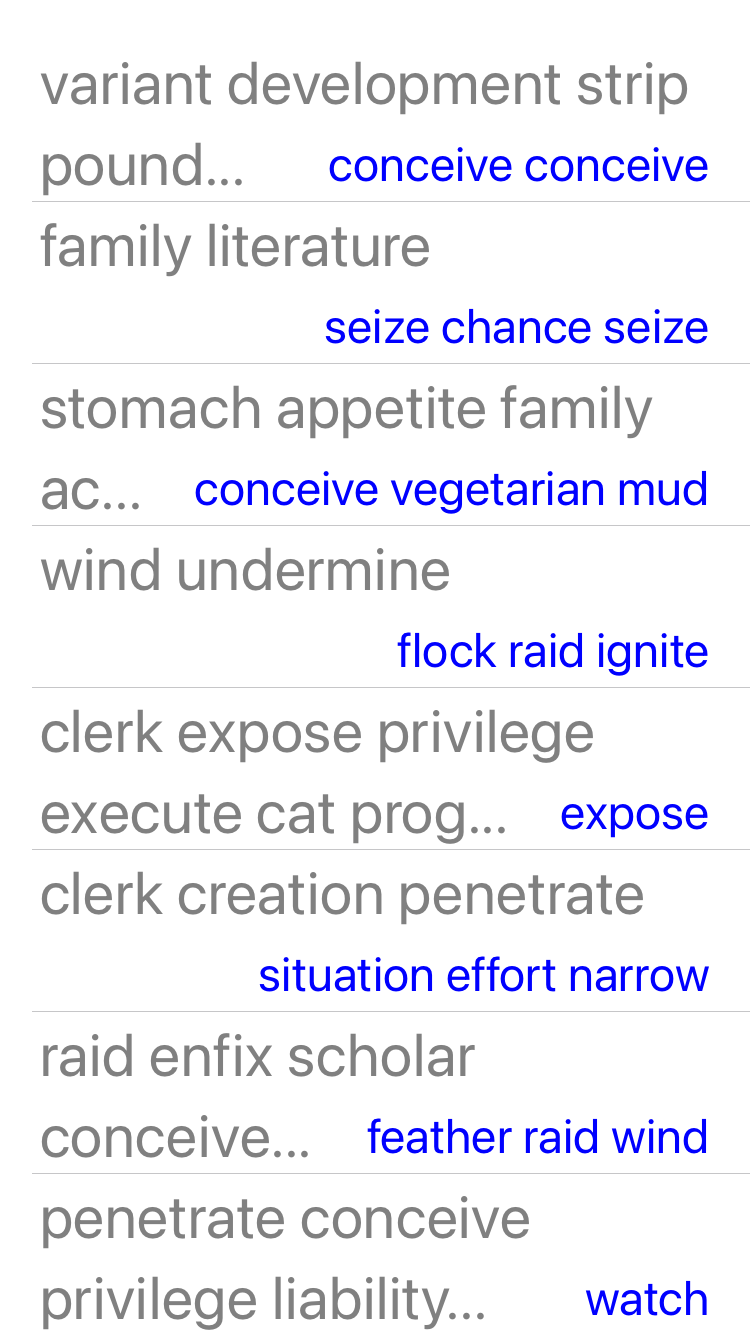 variant development strip
pound... conceive conceive
family literature
seize chance seize
stomach appetite family
ac... conceive vegetarian mud
wind undermine
flock raid ignite
clerk expose privilege
execute cat prog... expose
clerk creation penetrate
situation effort narrow
raid enfix scholar
conceive... feather raid wind
penetrate conceive
privilege liability... watch